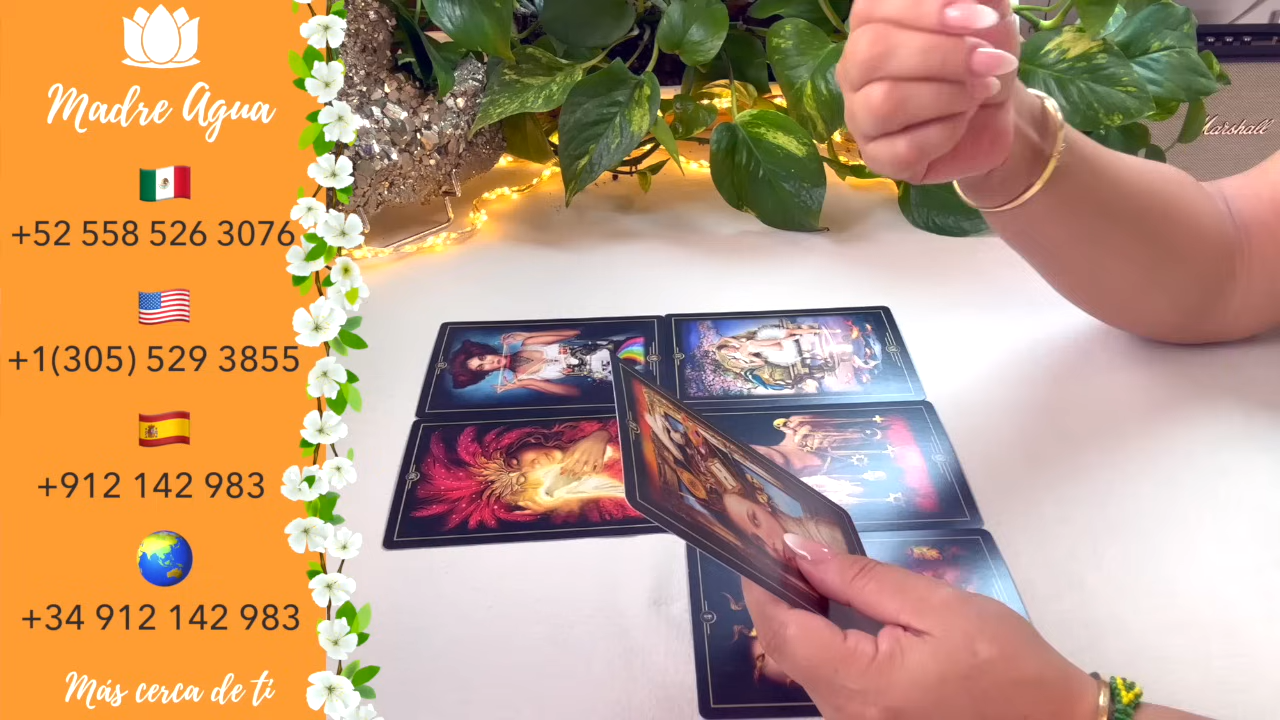 Madre Agua
+52 558 526 3076
+1(305) 529 3855
+912 142 983
+34 912 142 983
Más cerca de ti
Marshall